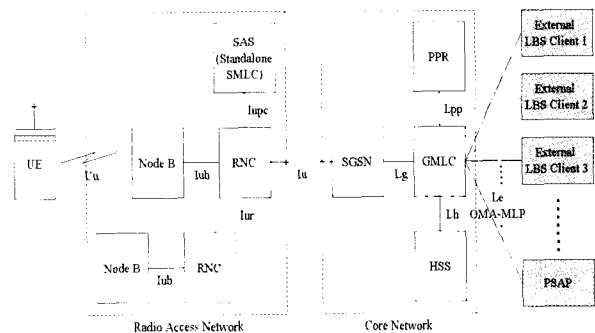 SAS
(Standalone
SMLC)
PPR
External
LBS Client 1
Iupc
Lpp
External
LBS Client 2
UE
Uu
Node B
Iub
RNC
Iu
SGSN
Lg
GMLC
External
LBS Client 3
Iur
Lh
Le
OMA-MLP
Node B
Iub
RNC
HSS
PSAP
Radio Access Network
Core Network